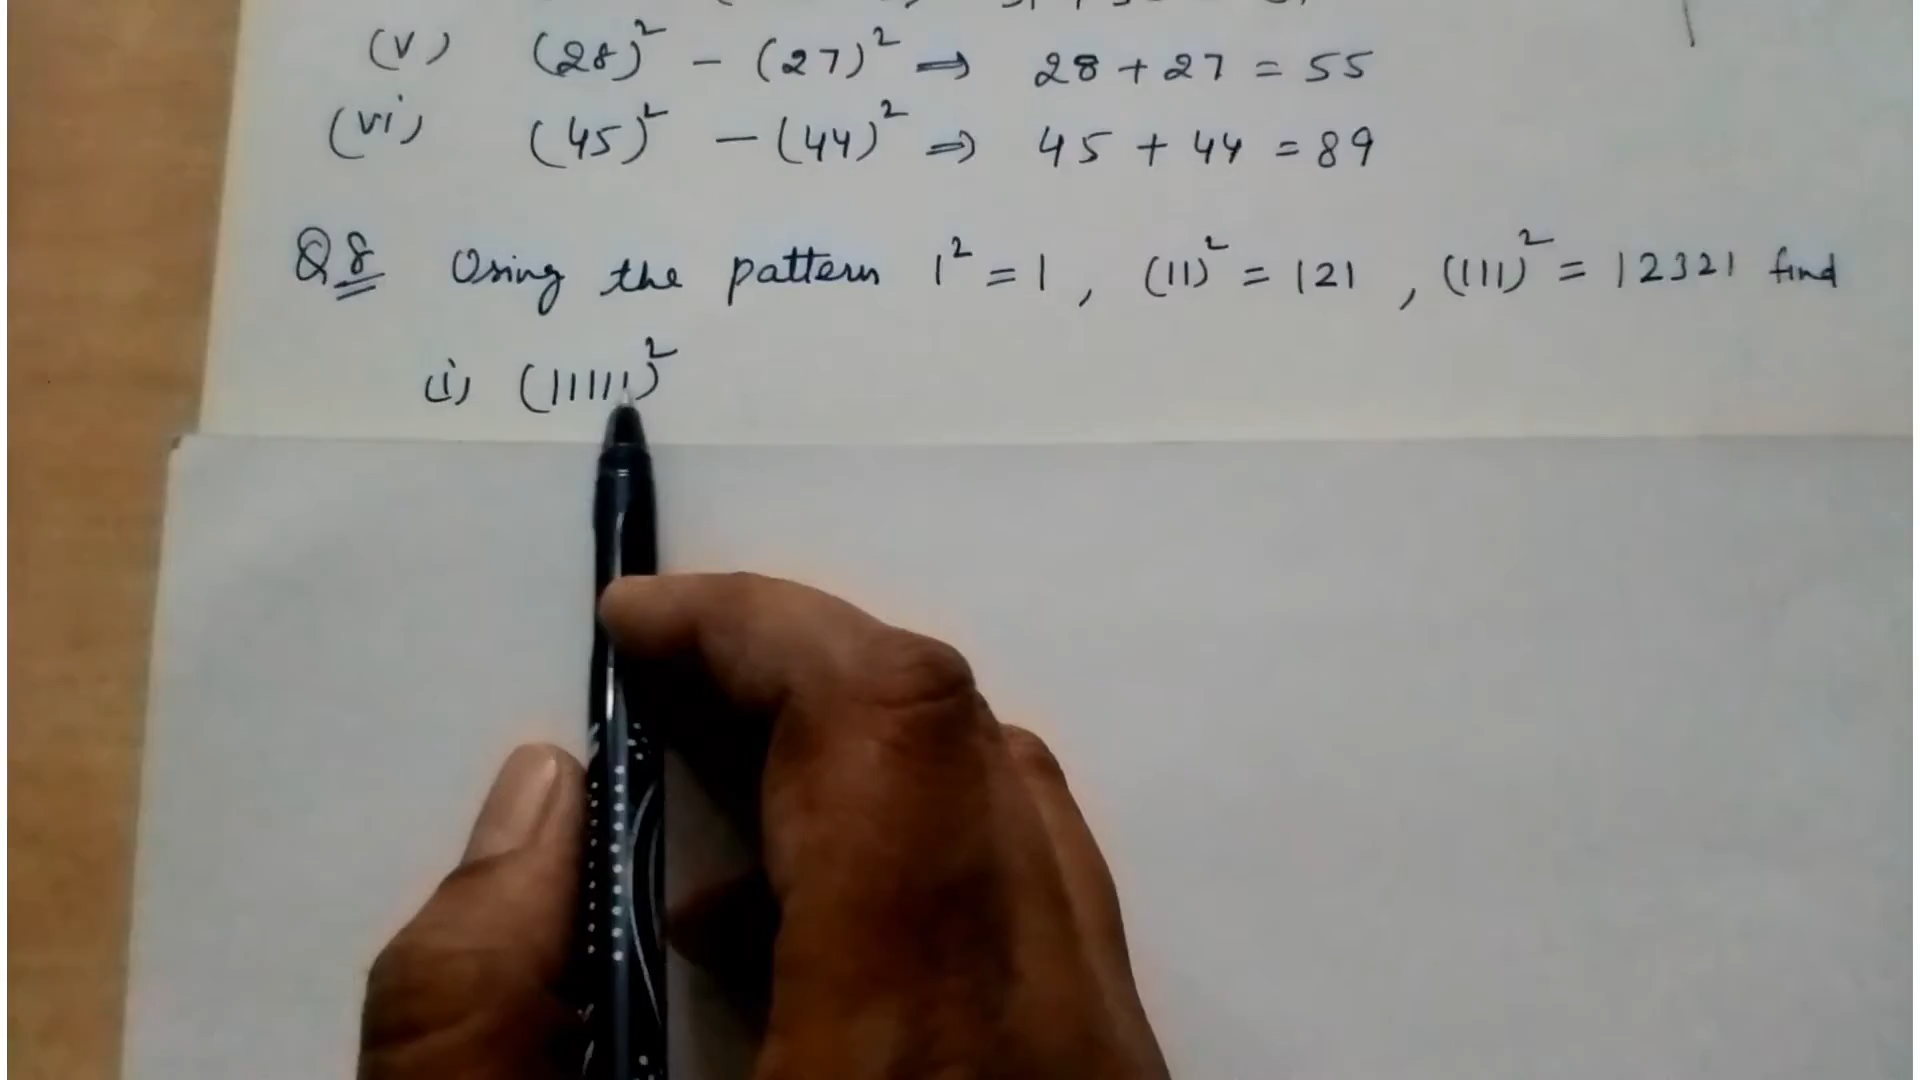 (v) (28)² - (27)² ⇒ 28 + 27 = 55
(vi) (45)² - (44)² ⇒ 45 + 44 = 89
Q8 Using the pattern 1² = 1, (11)² = 121, (111)² = 12321 find
(i) (11111)²